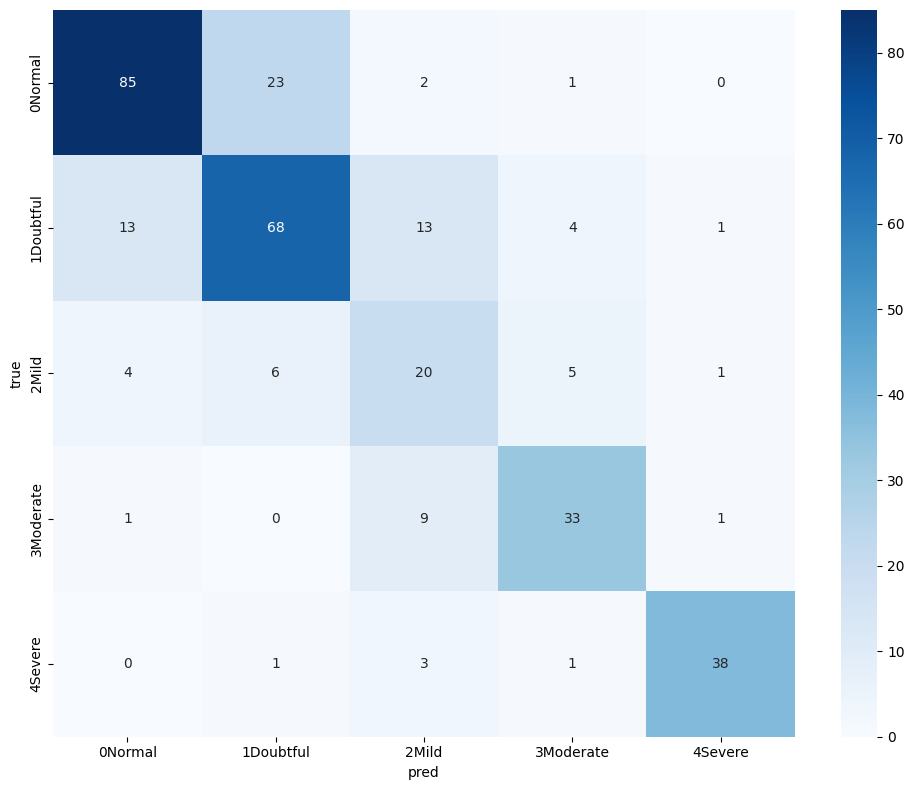 0Normal 85 23 2 1 0
1Doubtful 13 68 13 4 1
2Mild 4 6 20 5 1
3Moderate 1 0 9 33 1
4Severe 0 1 3 1 38
true
0Normal 1Doubtful 2Mild 3Moderate 4Severe
pred
80
70
60
50
40
30
20
10
0